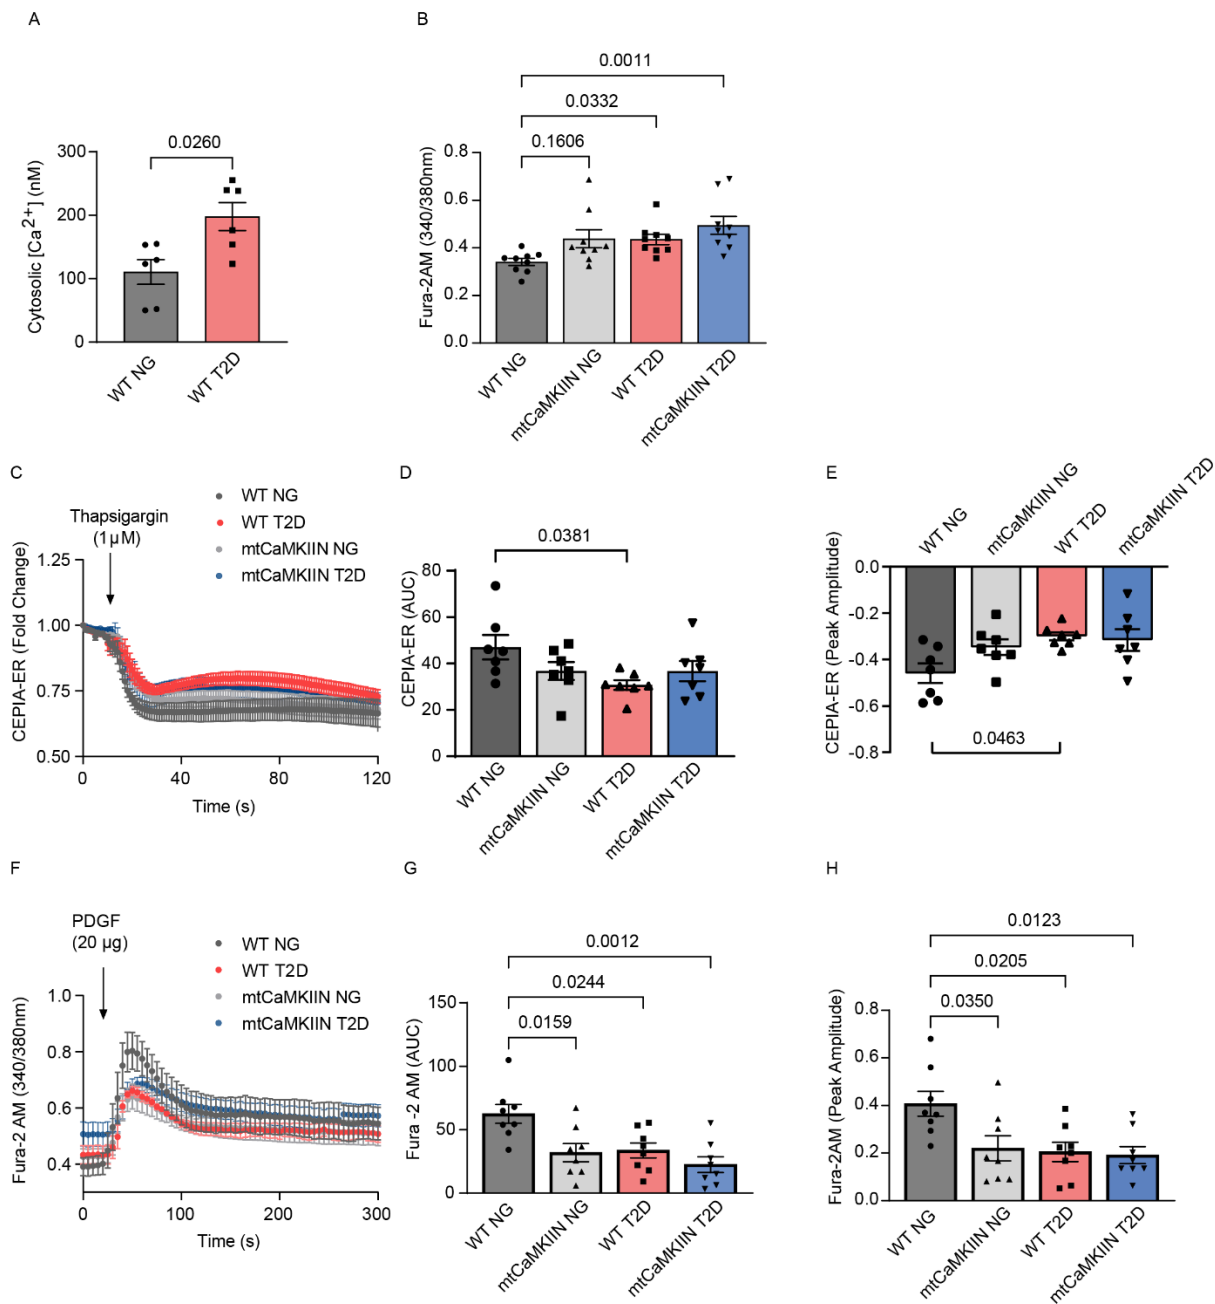 A
B
0.0011
0.0332
0.0260
0.1606
Cytosolic [Ca2+] (nM)
300
200
100
0
WT NG
WT T2D
Fura-2AM (340/380nm)
0.8
0.6
0.4
0.2
0.0
WT NG
mtCaMKIIN NG
WT T2D
mtCaMKIIN T2D
C
WT NG
WT T2D
mtCaMKIIN NG
mtCaMKIIN T2D
Thapsigargin
(1µM)
CEPIA-ER (Fold Change)
1.25
1.00
0.75
0.50
0
40
80
120
Time (s)
D
0.0381
CEPIA-ER (AUC)
80
60
40
20
0
WT NG
mtCaMKIIN NG
WT T2D
mtCaMKIIN T2D
E
WT NG
mtCaMKIIN NG
WT T2D
mtCaMKIIN T2D
CEPIA-ER (Peak Amplitude)
-0.0
-0.2
-0.4
-0.6
-0.8
0.0463
F
PDGF
(20 µg)
WT NG
WT T2D
mtCaMKIIN NG
mtCaMKIIN T2D
Fura-2 AM (340/380nm)
1.0
0.8
0.6
0.4
0
100
200
300
Time (s)
G
0.0012
0.0244
0.0159
Fura -2 AM (AUC)
150
100
50
0
WT NG
mtCaMKIIN NG
WT T2D
mtCaMKIIN T2D
H
0.0123
0.0205
0.0350
Fura-2AM (Peak Amplitude)
0.8
0.6
0.4
0.2
0.0
WT NG
mtCaMKIIN NG
WT T2D
mtCaMKIIN T2D